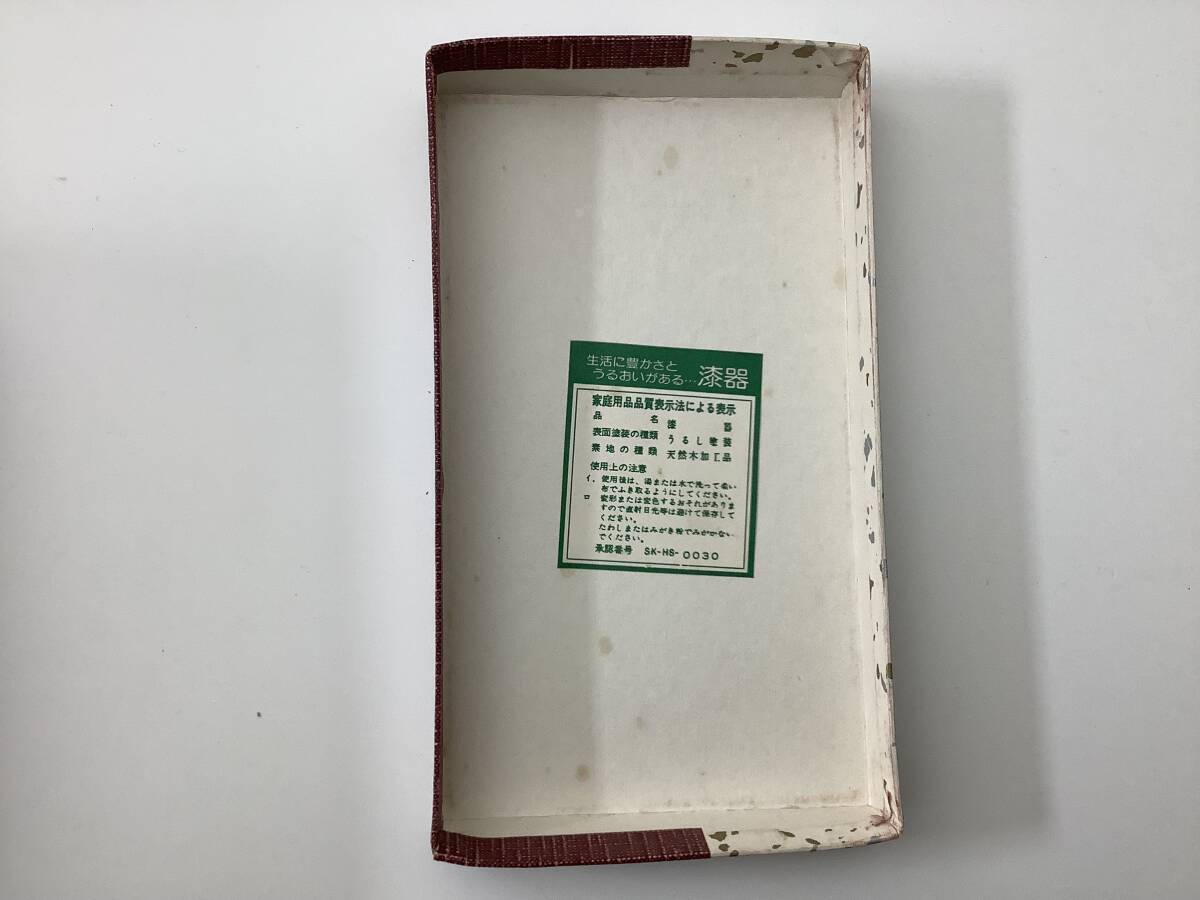 生活に豊かさと
うるおいがある…漆器
家庭用品品質表示法による表示
品名 漆器
表面塗装の種類 うるし塗装
素地の種類 天然木加工品
使用上の注意
イ. 使用後は、湯または水で洗って柔い
布でふき取るようにしてください。
ロ 変形または変色するおそれがありま
すので直射日光等は避けて保存して
ください。
たわしまたはみがき粉でみがかない
でください。
承認番号 SK-HS-0030